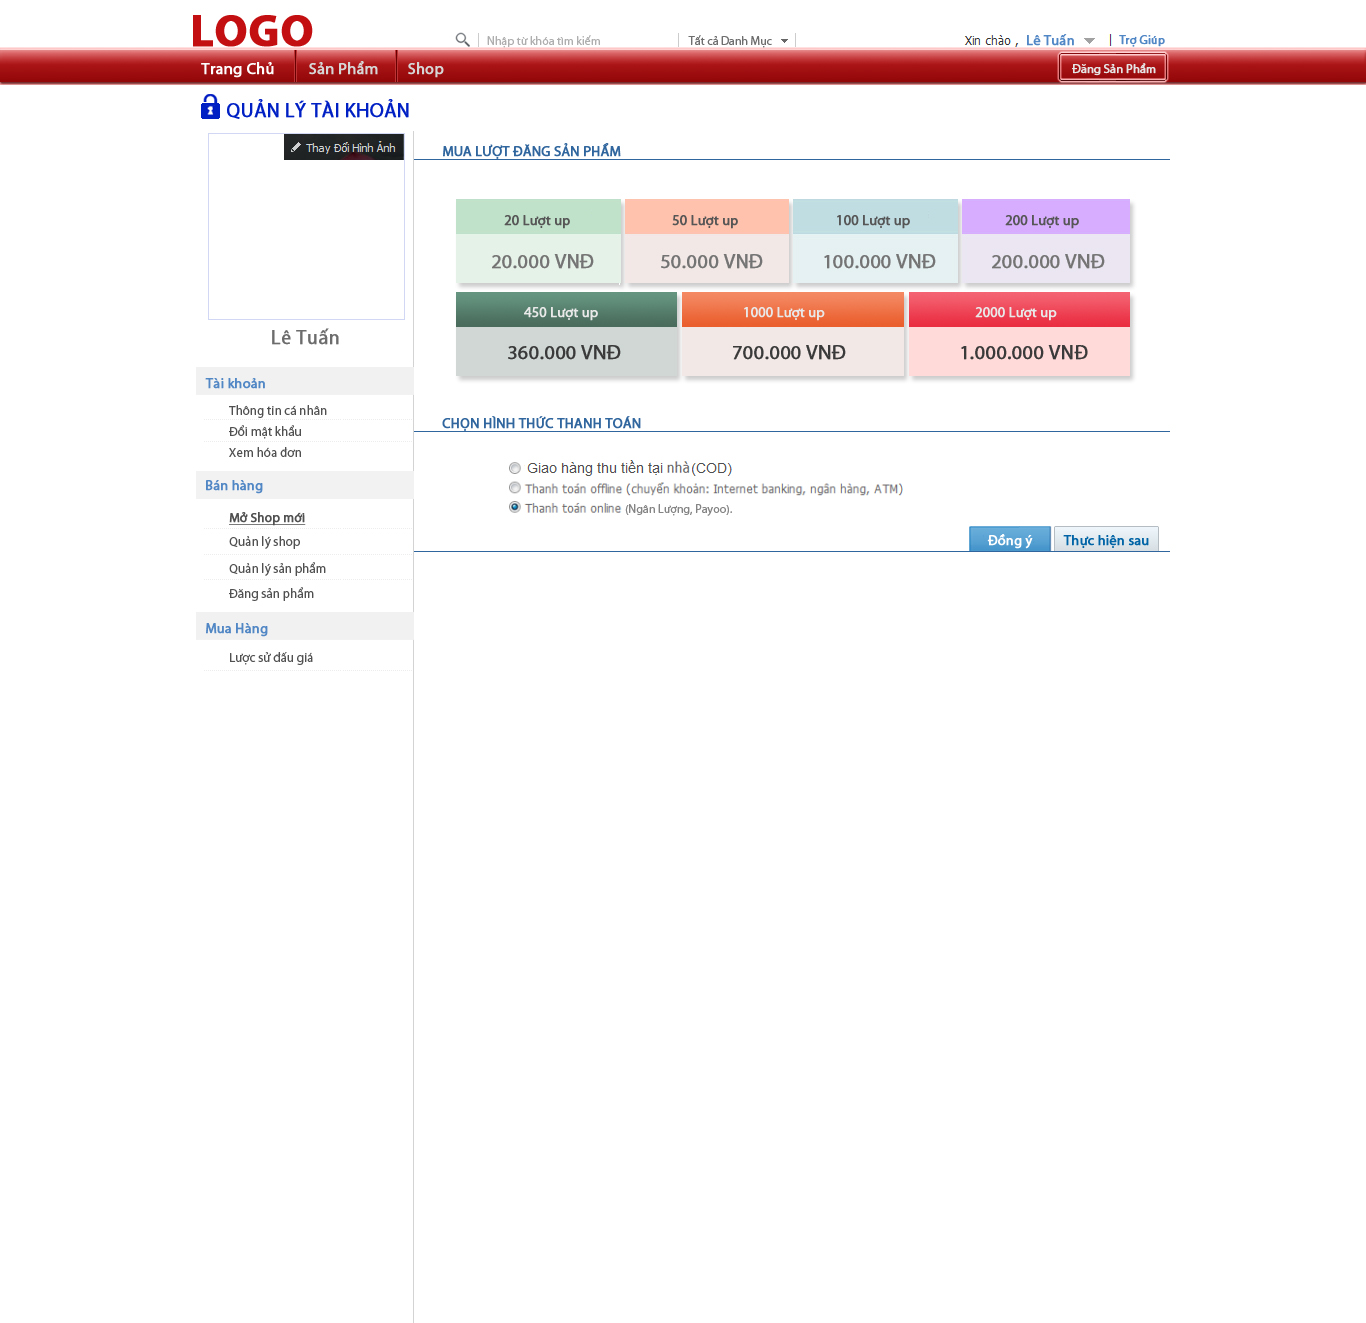 LOGO
Nhập từ khóa tìm kiếm
Tất cả Danh Mục
Xin chào , Lê Tuấn
Trợ Giúp
Trang Chủ
Sản Phẩm
Shop
Đăng Sản Phẩm
QUẢN LÝ TÀI KHOẢN
Thay Đổi Hình Ảnh
Lê Tuấn
Tài khoản
Thông tin cá nhân
Đổi mật khẩu
Xem hóa đơn
Bán hàng
Mở Shop mới
Quản lý shop
Quản lý sản phẩm
Đăng sản phẩm
Mua Hàng
Lược sử đấu giá
MUA LƯỢT ĐĂNG SẢN PHẨM
20 Lượt up
50 Lượt up
100 Lượt up
200 Lượt up
20.000 VNĐ
50.000 VNĐ
100.000 VNĐ
200.000 VNĐ
450 Lượt up
1000 Lượt up
2000 Lượt up
360.000 VNĐ
700.000 VNĐ
1.000.000 VNĐ
CHỌN HÌNH THỨC THANH TOÁN
Giao hàng thu tiền tại nhà(COD)
Thanh toán offline (chuyển khoản: Internet banking, ngân hàng, ATM)
Thanh toán online (Ngân Lượng, Payoo).
Đồng ý
Thực hiện sau